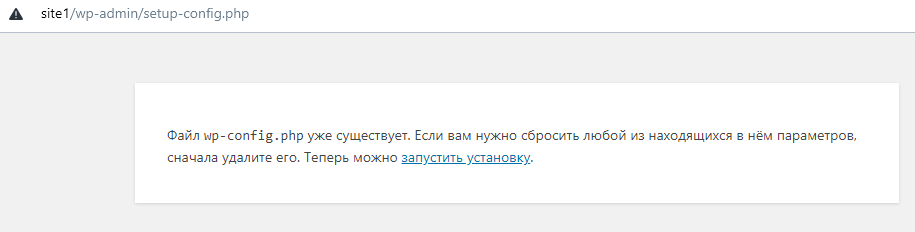 site1/wp-admin/setup-config.php
Файл wp-config.php уже существует. Если вам нужно сбросить любой из находящихся в нём параметров,
сначала удалите его. Теперь можно запустить установку.